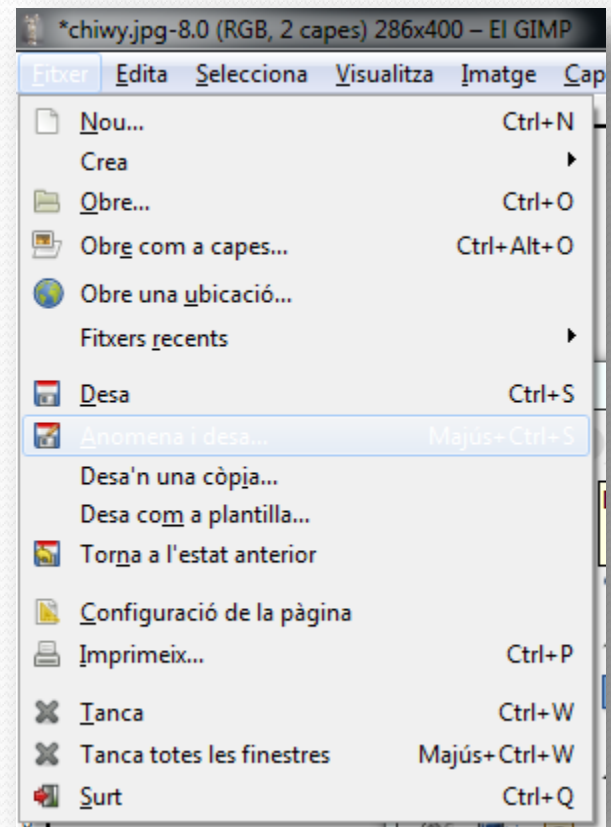 *chiwy.jpg-8.0 (RGB, 2 capes) 286x400 – El GIMP
Fitxer Edita Selecciona Visualitza Imatge Cap
Nou... Ctrl+N
Crea
Obre... Ctrl+O
Obre com a capes... Ctrl+Alt+O
Obre una ubicació...
Fitxers recents
Desa Ctrl+S
Anomena i desa... Majús+Ctrl+S
Desa'n una còpia...
Desa com a plantilla...
Torna a l'estat anterior
Configuració de la pàgina
Imprimeix... Ctrl+P
Tanca Ctrl+W
Tanca totes les finestres Majús+Ctrl+W
Surt Ctrl+Q